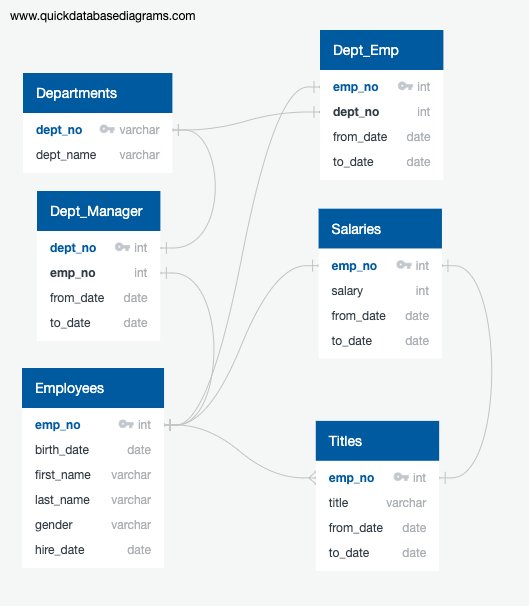 www.quickdatabasediagrams.com
Departments
dept_no varchar
dept_name varchar
Dept_Manager
dept_no int
emp_no int
from_date date
to_date date
Employees
emp_no int
birth_date date
first_name varchar
last_name varchar
gender varchar
hire_date date
Dept_Emp
emp_no int
dept_no int
from_date date
to_date date
Salaries
emp_no int
salary int
from_date date
to_date date
Titles
emp_no int
title varchar
from_date date
to_date date